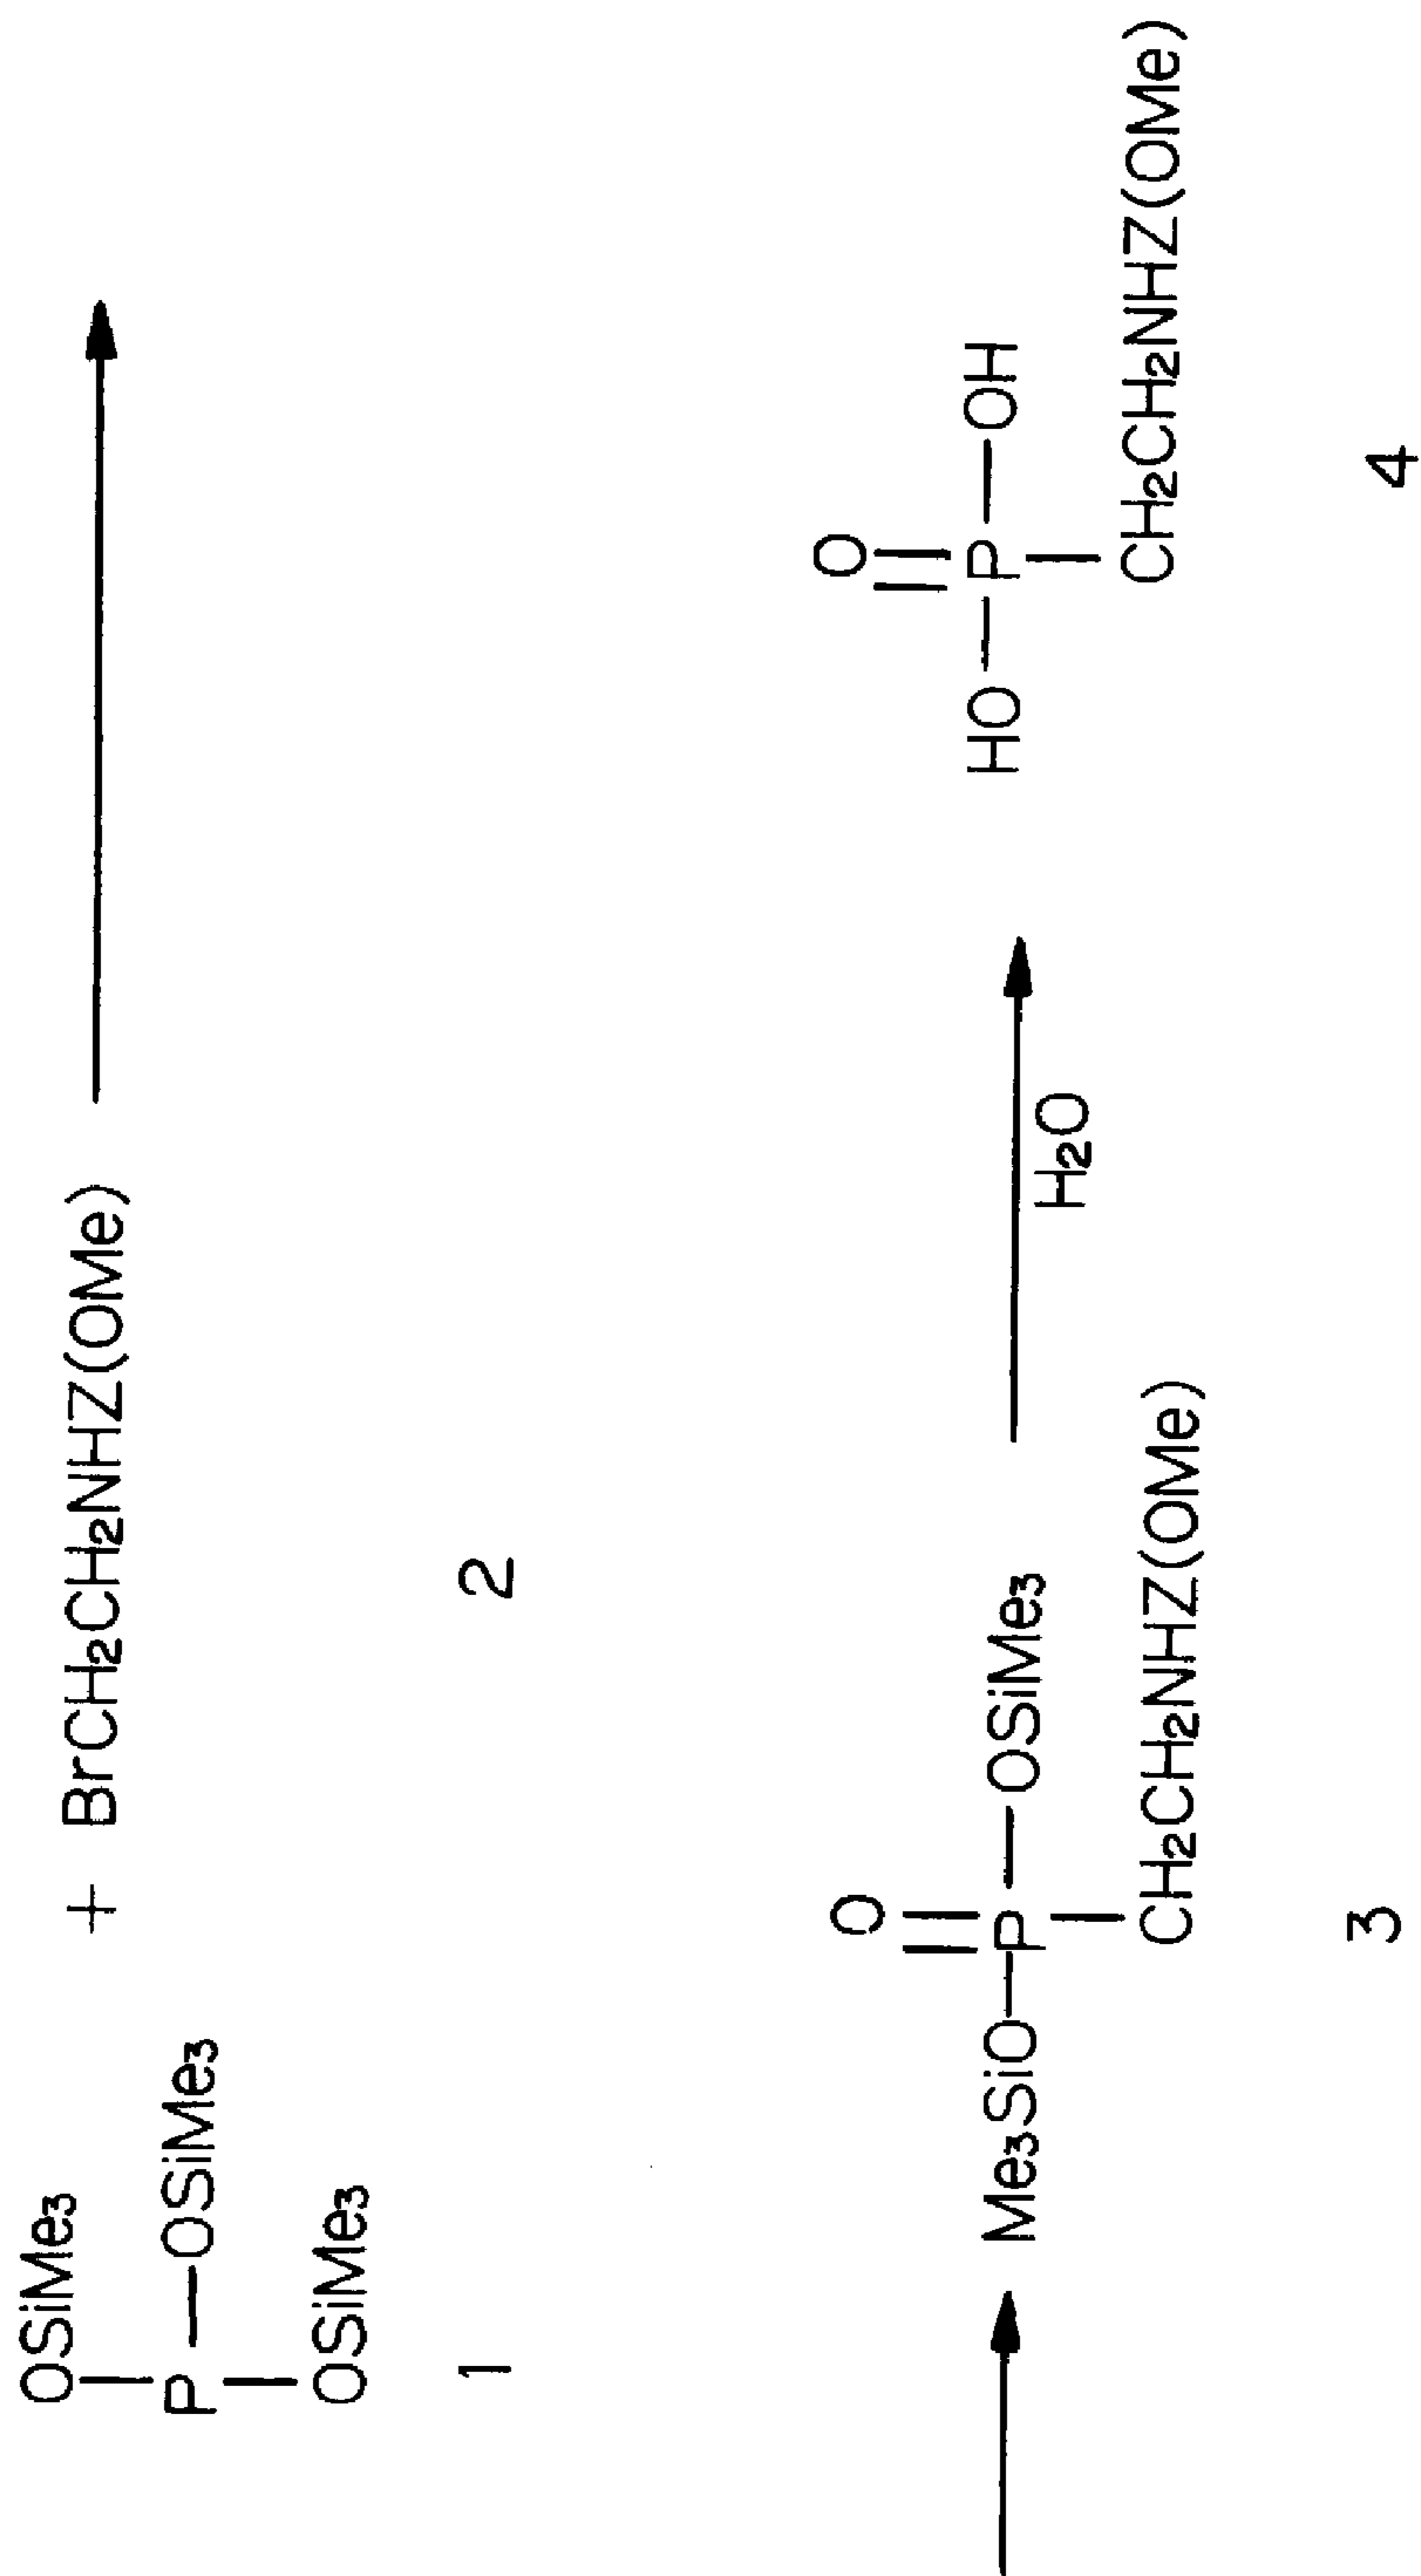 OSiMe₃
P—OSiMe₃ + BrCH₂CH₂NHZ(OMe)
OSiMe₃
1 2
O O
Me₃SiO—P—OSiMe₃ HO—P—OH
H₂O
CH₂CH₂NHZ(OMe) CH₂CH₂NHZ(OMe)
3 4